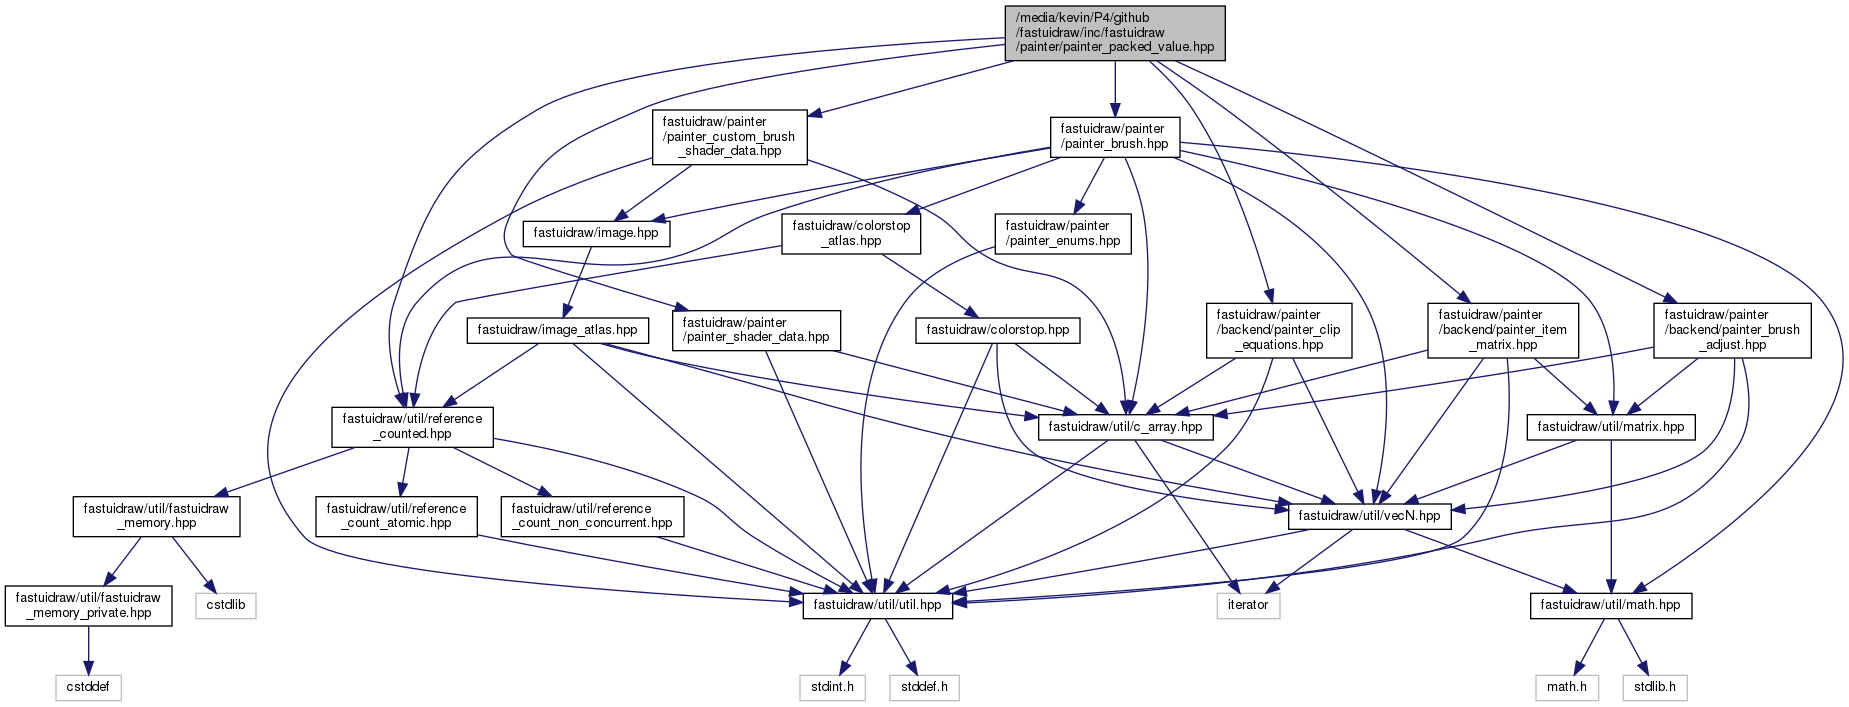 /media/kevin/P4/github
/fastuidraw/inc/fastuidraw
/painter/painter_packed_value.hpp
fastuidraw/painter
/painter_custom_brush
_shader_data.hpp
fastuidraw/painter
/painter_brush.hpp
fastuidraw/image.hpp
fastuidraw/colorstop
_atlas.hpp
fastuidraw/painter
/painter_enums.hpp
fastuidraw/image_atlas.hpp
fastuidraw/painter
/painter_shader_data.hpp
fastuidraw/colorstop.hpp
fastuidraw/painter
/backend/painter_clip
_equations.hpp
fastuidraw/painter
/backend/painter_item
_matrix.hpp
fastuidraw/painter
/backend/painter_brush
_adjust.hpp
fastuidraw/util/reference
_counted.hpp
fastuidraw/util/c_array.hpp
fastuidraw/util/matrix.hpp
fastuidraw/util/fastuidraw
_memory.hpp
fastuidraw/util/reference
_count_atomic.hpp
fastuidraw/util/reference
_count_non_concurrent.hpp
fastuidraw/util/vecN.hpp
fastuidraw/util/fastuidraw
_memory_private.hpp
cstdlib
fastuidraw/util/util.hpp
iterator
fastuidraw/util/math.hpp
cstddef
stdint.h
stddef.h
math.h
stdlib.h